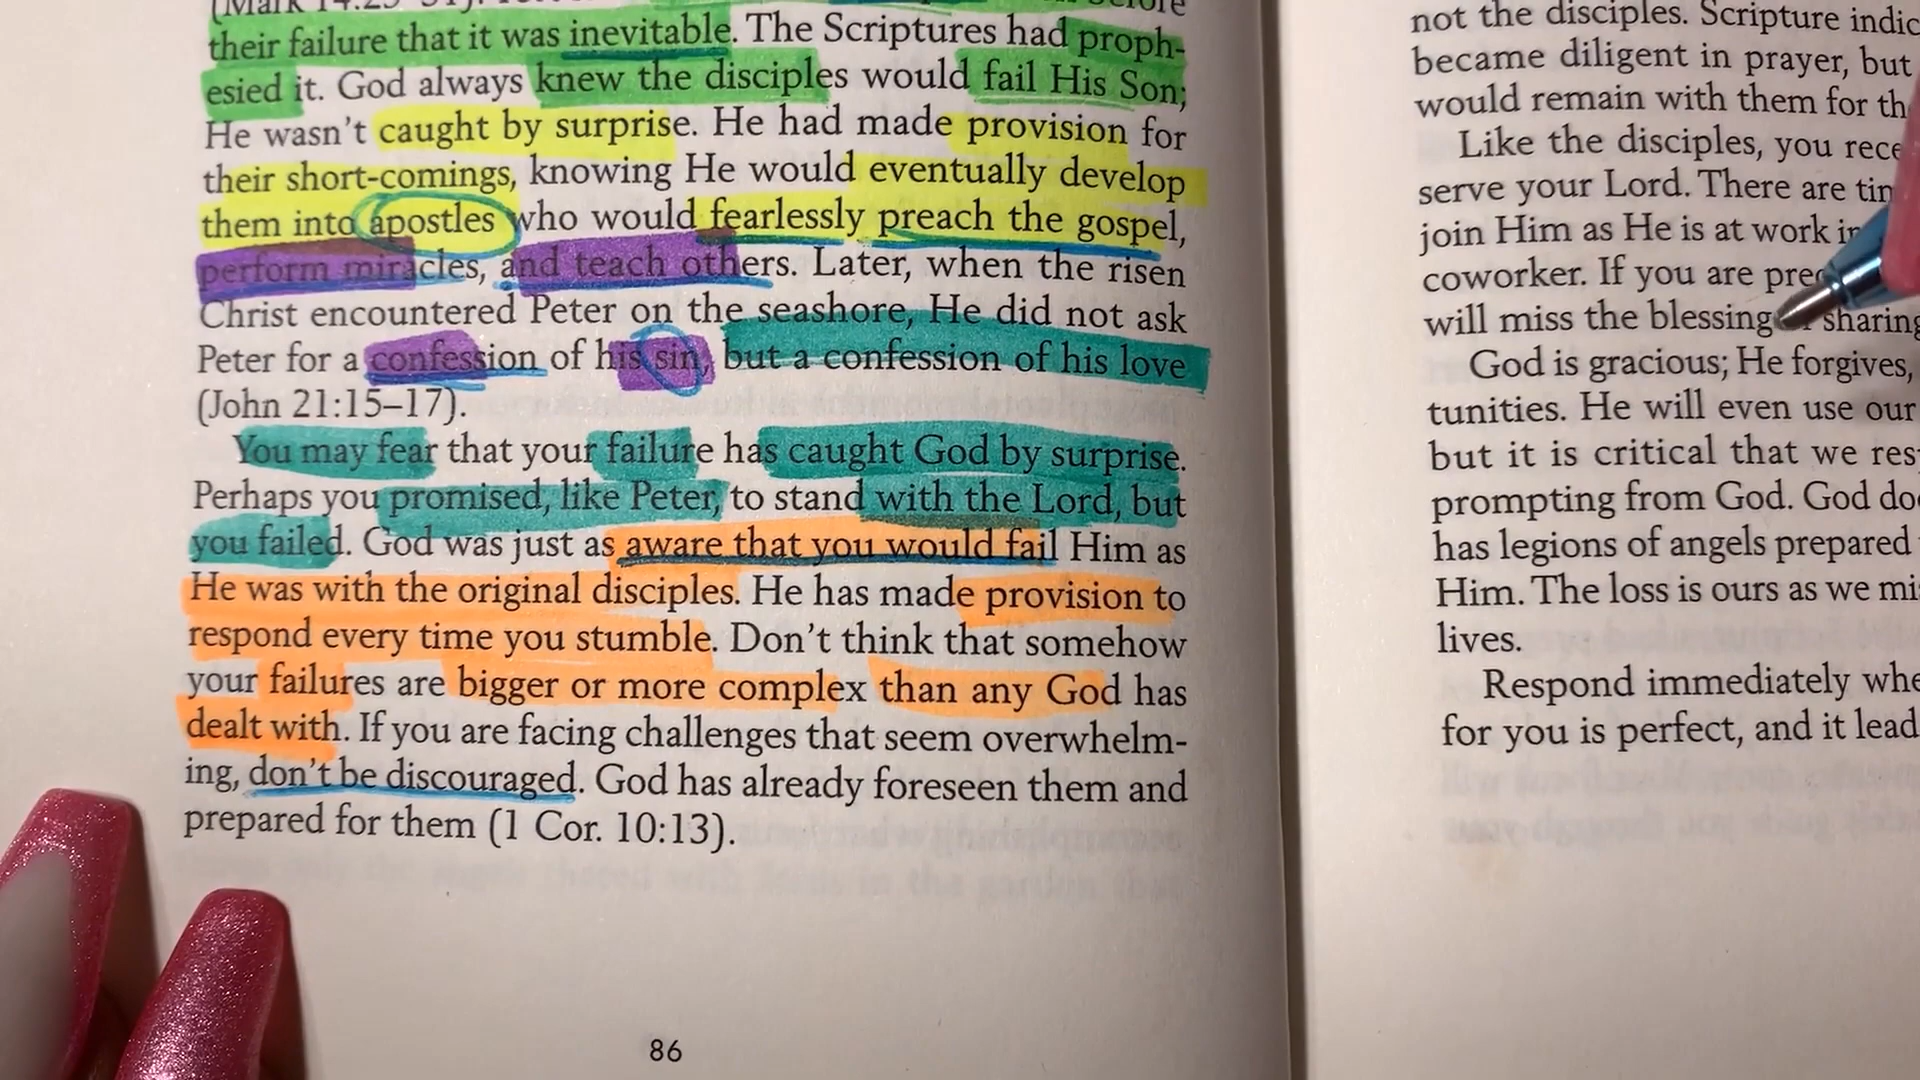 (Mark 14:
their failure that it was inevitable. The Scriptures had proph-
esied it. God always knew the disciples would fail His Son;
He wasn't caught by surprise. He had made provision for
their short-comings, knowing He would eventually develop
them into apostles who would fearlessly preach the gospel,
perform miracles, and teach others. Later, when the risen
Christ encountered Peter on the seashore, He did not ask
Peter for a confession of his sin, but a confession of his love
(John 21:15–17).
You may fear that your failure has caught God by surprise.
Perhaps you promised, like Peter, to stand with the Lord, but
you failed. God was just as aware that you would fail Him as
He was with the original disciples. He has made provision to
respond every time you stumble. Don't think that somehow
your failures are bigger or more complex than any God has
dealt with. If you are facing challenges that seem overwhelm-
ing, don't be discouraged. God has already foreseen them and
prepared for them (1 Cor. 10:13).
86
not the disciples. Scripture indic
became diligent in prayer, but
would remain with them for th
Like the disciples, you rece
serve your Lord. There are tim
join Him as He is at work in
coworker. If you are pre
will miss the blessing sharing
God is gracious; He forgives,
tunities. He will even use our
but it is critical that we res
prompting from God. God doe
has legions of angels prepared
Him. The loss is ours as we mi
lives.
Respond immediately whe
for you is perfect, and it lead